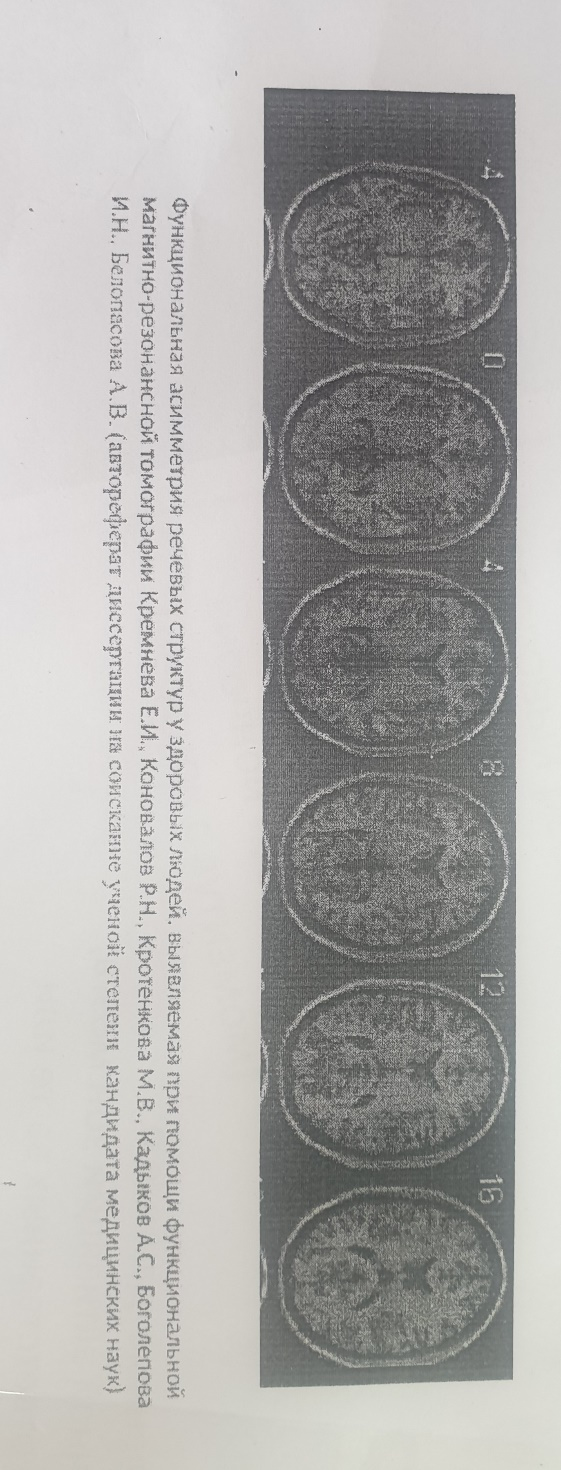 -4 0 4 8 12 16
Функциональная асимметрия речевых структур у здоровых людей, выявляемая при помощи функциональной
магнитно-резонансной томографии Кремнева Е.И., Коновалов Р.Н., Кротенкова М.В., Кадыков А.С., Боголепова
И.Н., Белопасова А.В. (автореферат диссертации на соискание ученой степени кандидата медицинских наук)